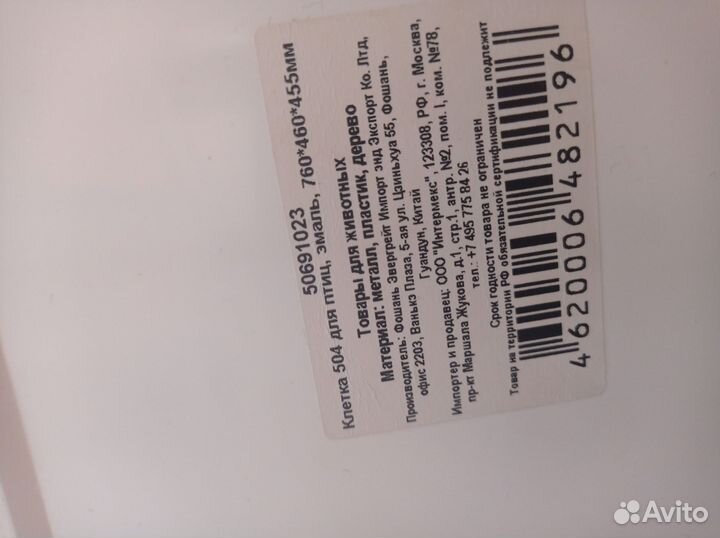 50691023
Клетка 504 для птиц, эмаль, 760*460*455мм
Товары для животных
Материал: металл, пластик, дерево
Производитель: Фошань Эвергрейт Импорт энд Экспорт Ко. Лтд,
офис 2203, Ванькэ Плаза, 5-ая ул. Цзиньхуа 55, Фошань,
Гуандун, Китай
Импортер и продавец: ООО "Интермекс", 123308, РФ, г. Москва,
пр-кт Маршала Жукова, д.1, стр.1, антр. №2, пом. I, ком. №78,
тел.: +7 495 775 84 26
Срок годности товара не ограничен
Товар на территории РФ обязательной сертификации не подлежит
4620006482196
Avito